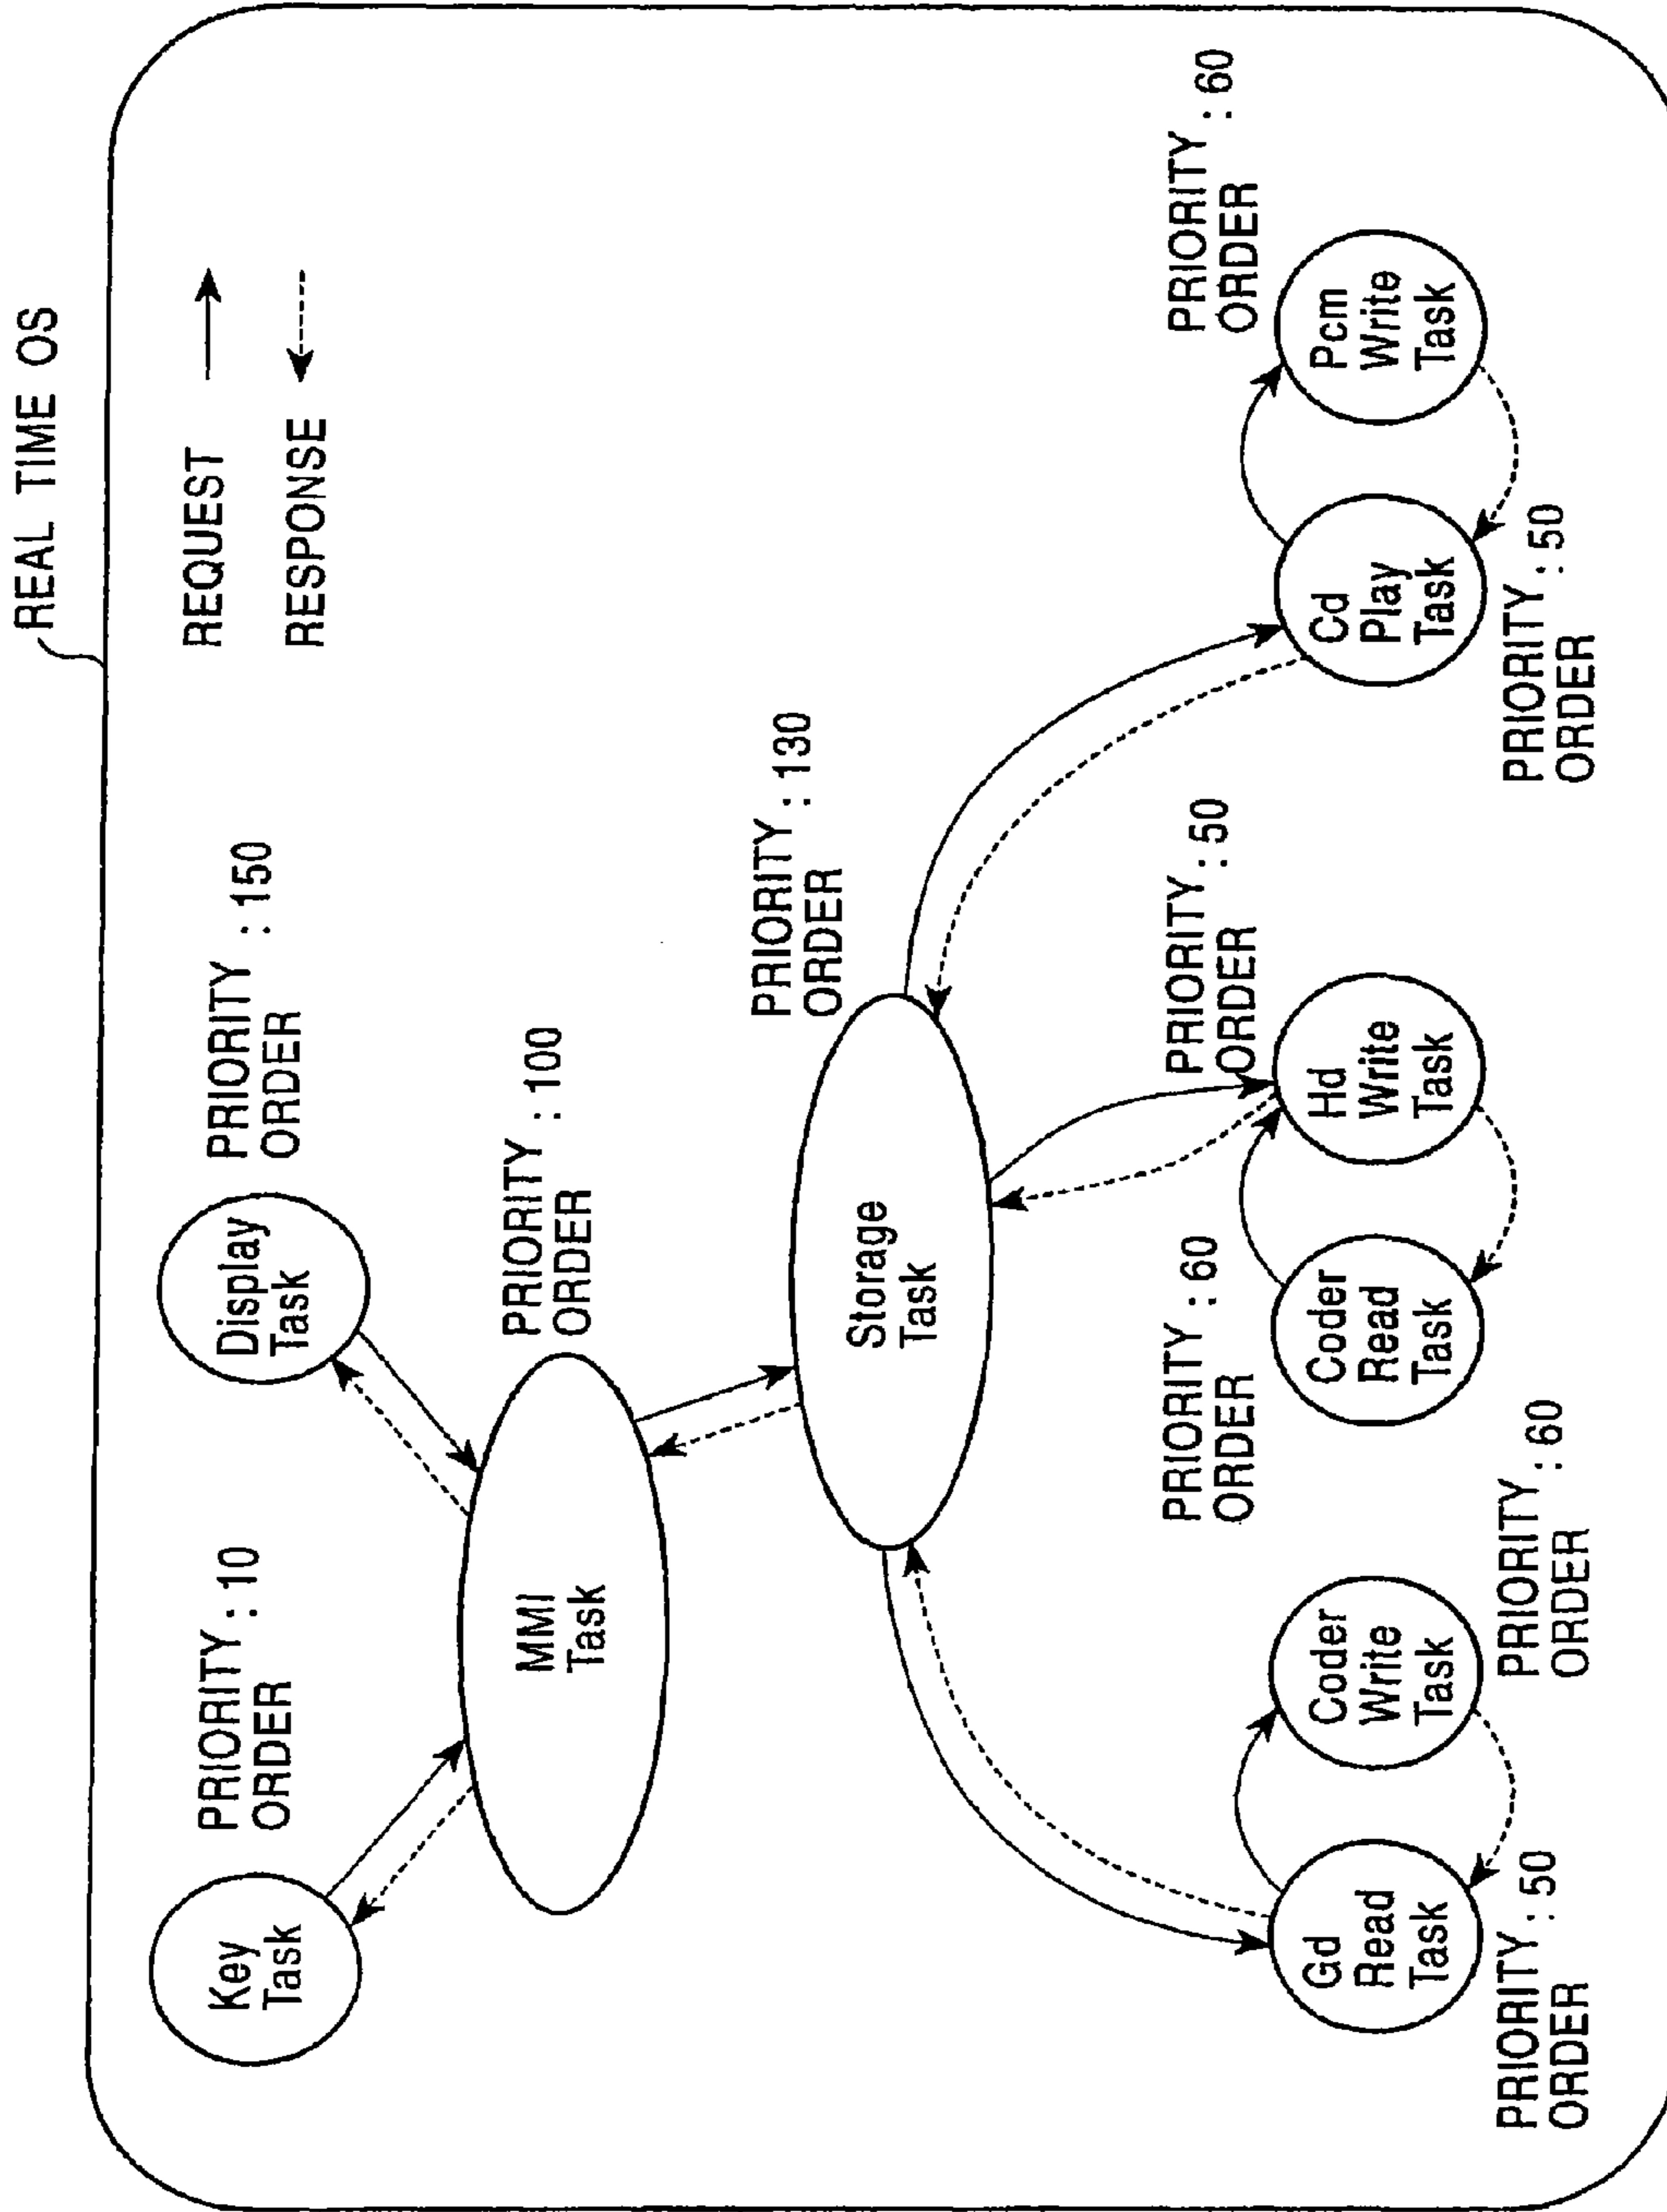 REAL TIME OS
REQUEST
RESPONSE
PRIORITY : 10
ORDER
Key
Task
PRIORITY : 150
ORDER
Display
Task
PRIORITY : 100
ORDER
MMI
Task
PRIORITY : 130
ORDER
Storage
Task
Gd
Read
Task
PRIORITY : 50
ORDER
Coder
Write
Task
PRIORITY : 60
ORDER
PRIORITY : 60
ORDER
Coder
Read
Task
PRIORITY : 50
ORDER
Hd
Write
Task
Cd
Play
Task
PRIORITY : 50
ORDER
PRIORITY : 60
ORDER
Pcm
Write
Task